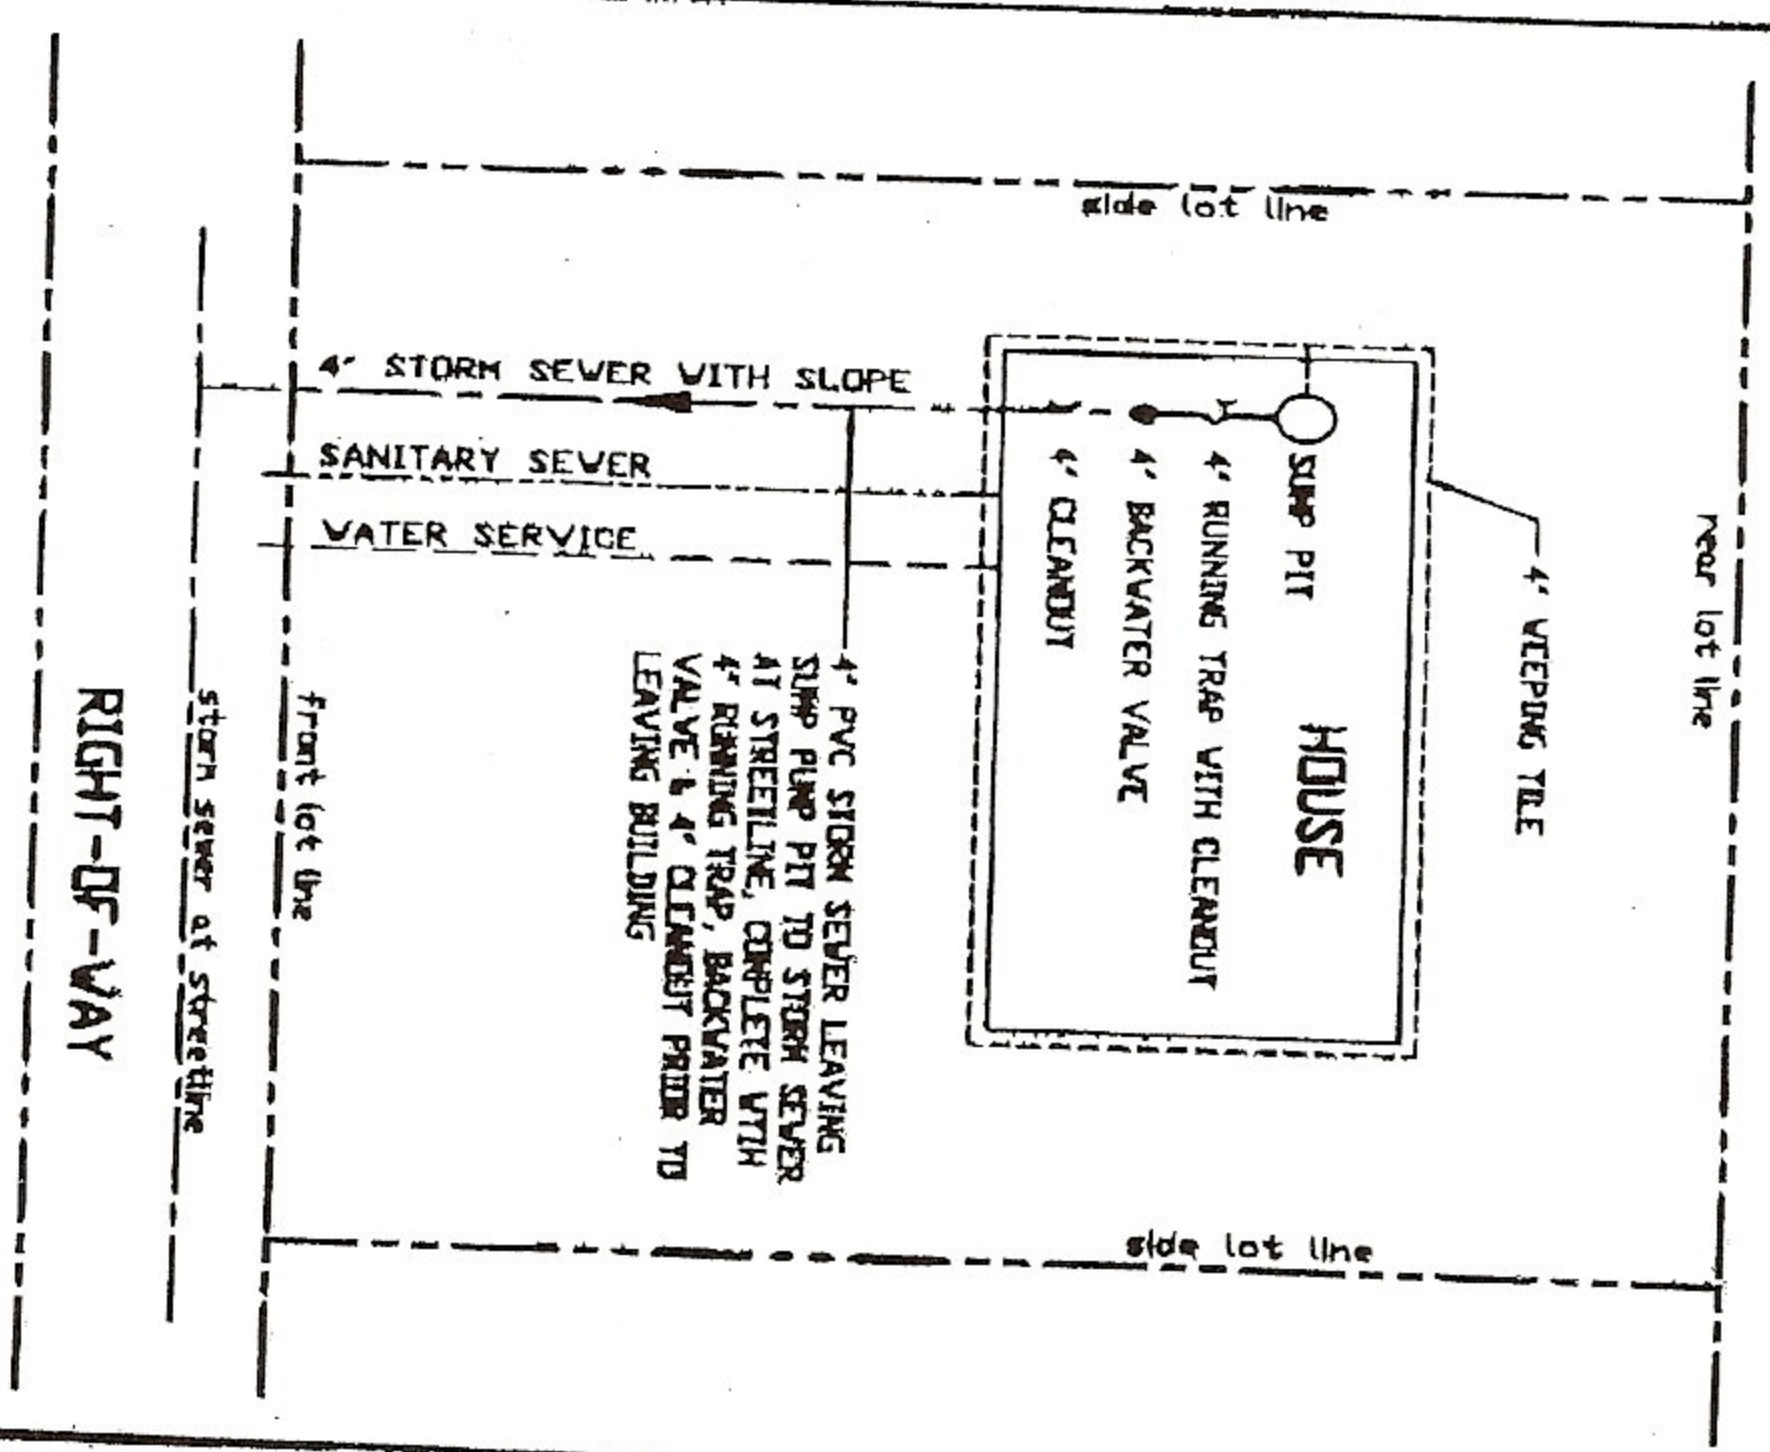 side lot line
4" STORM SEWER WITH SLOPE
SANITARY SEWER
WATER SERVICE
4" WEEPING TILE
rear lot line
HOUSE
SUMP PIT
4" RUNNING TRAP WITH CLEANOUT
4" BACKWATER VALVE
4" CLEANOUT
4" PVC STORM SEWER LEAVING
SUMP PUMP PIT TO STORM SEWER
AT STREETLINE, COMPLETE WITH
4" RUNNING TRAP, BACKWATER
VALVE & 4" CLEANOUT PRIOR TO
LEAVING BUILDING
front lot line
storm sewer at streetline
RIGHT-OF-WAY
side lot line